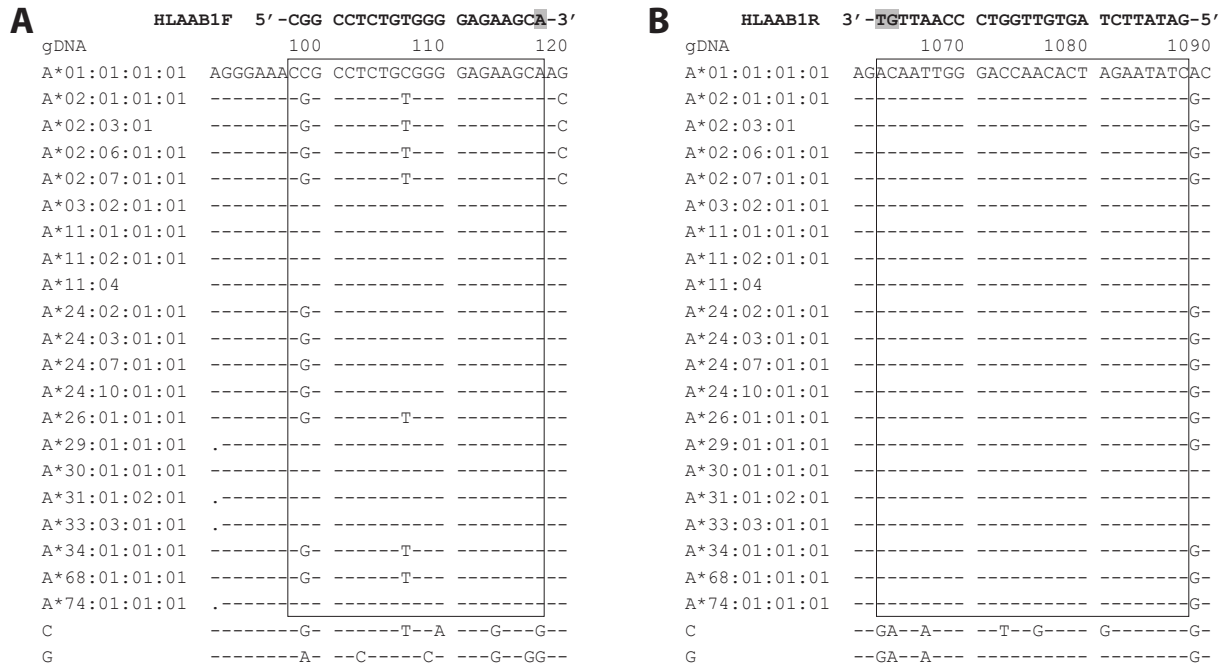 A
HLAAB1F 5’-CGG CCTCTGTGGG GAGAAGCA-3’
gDNA 100 110 120
A*01:01:01:01 AGGGAAACCG CCTCTGCGGG GAGAAGCAAG
A*02:01:01:01 --------G- ------T--- ---------C
A*02:03:01 --------G- ------T--- ---------C
A*02:06:01:01 --------G- ------T--- ---------C
A*02:07:01:01 --------G- ------T--- ---------C
A*03:02:01:01 ---------- ---------- ----------
A*11:01:01:01 ---------- ---------- ----------
A*11:02:01:01 ---------- ---------- ----------
A*11:04 ---------- ---------- ----------
A*24:02:01:01 --------G- ---------- ----------
A*24:03:01:01 --------G- ---------- ----------
A*24:07:01:01 --------G- ---------- ----------
A*24:10:01:01 --------G- ---------- ----------
A*26:01:01:01 --------G- ------T--- ----------
A*29:01:01:01 .--------- ---------- ----------
A*30:01:01:01 ---------- ---------- ----------
A*31:01:02:01 .--------- ---------- ----------
A*33:03:01:01 .--------- ---------- ----------
A*34:01:01:01 --------G- ------T--- ----------
A*68:01:01:01 --------G- ------T--- ----------
A*74:01:01:01 .--------- ---------- ----------
C --------G- ------T--A ---G---G--
G --------A- --C-----C- ---G--GG--
B
HLAAB1R 3’-TGTTAACC CTGGTTGTGA TCTTATAG-5’
gDNA 1070 1080 1090
A*01:01:01:01 AGACAATTGG GACCAACACT AGAATATCAC
A*02:01:01:01 ---------- ---------- --------G-
A*02:03:01 ---------- ---------- --------G-
A*02:06:01:01 ---------- ---------- --------G-
A*02:07:01:01 ---------- ---------- --------G-
A*03:02:01:01 ---------- ---------- ----------
A*11:01:01:01 ---------- ---------- ----------
A*11:02:01:01 ---------- ---------- ----------
A*11:04 ---------- ---------- ----------
A*24:02:01:01 ---------- ---------- --------G-
A*24:03:01:01 ---------- ---------- --------G-
A*24:07:01:01 ---------- ---------- --------G-
A*24:10:01:01 ---------- ---------- --------G-
A*26:01:01:01 ---------- ---------- --------G-
A*29:01:01:01 ---------- ---------- --------G-
A*30:01:01:01 ---------- ---------- ----------
A*31:01:02:01 ---------- ---------- ----------
A*33:03:01:01 ---------- ---------- ----------
A*34:01:01:01 ---------- ---------- --------G-
A*68:01:01:01 ---------- ---------- --------G-
A*74:01:01:01 ---------- ---------- --------G-
C --GA--A--- --T--G---- G-------G-
G --GA--A--- ---------- --------G-